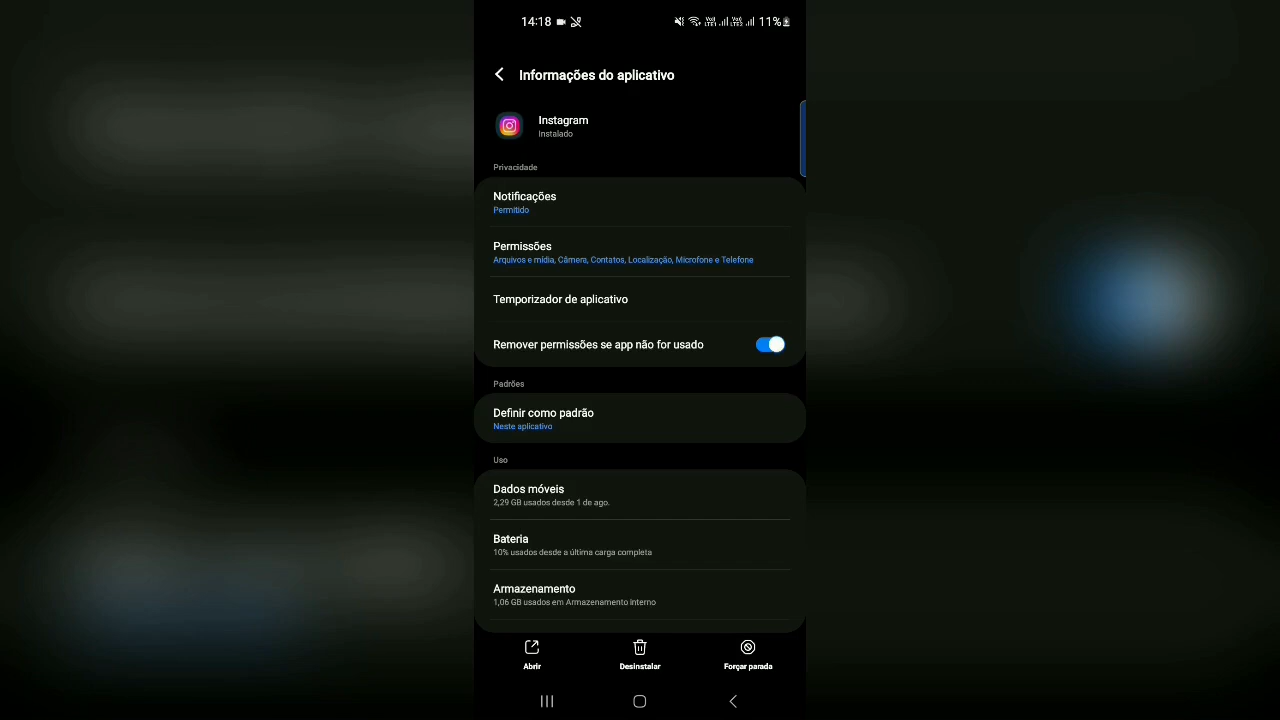 14:18 11%
Informações do aplicativo
Instagram
Instalado
Privacidade
Notificações
Permitido
Permissões
Arquivos e mídia, Câmera, Contatos, Localização, Microfone e Telefone
Temporizador de aplicativo
Remover permissões se app não for usado
Padrões
Definir como padrão
Neste aplicativo
Uso
Dados móveis
2,29 GB usados desde 1 de ago.
Bateria
10% usados desde a última carga completa
Armazenamento
1,06 GB usados em Armazenamento interno
Abrir Desinstalar Forçar parada